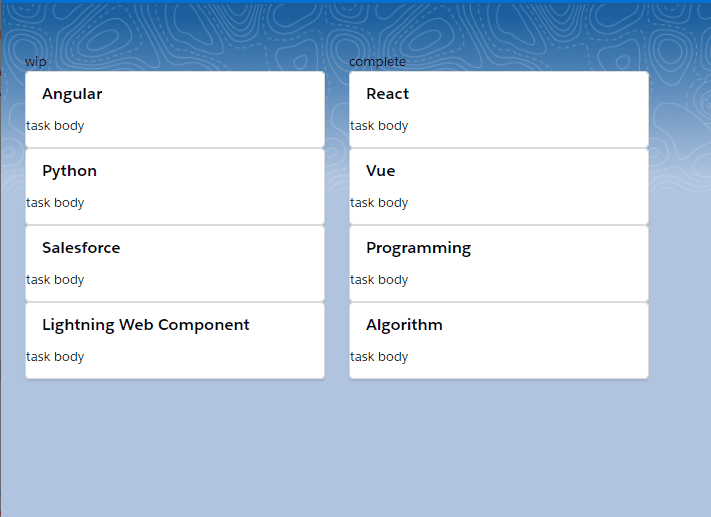 wip
Angular
task body
Python
task body
Salesforce
task body
Lightning Web Component
task body
complete
React
task body
Vue
task body
Programming
task body
Algorithm
task body